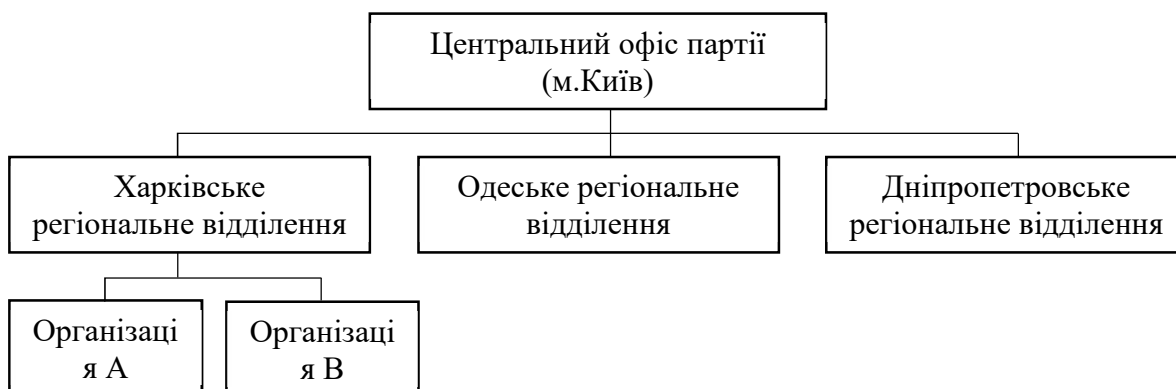 Центральний офіс партії
(м.Київ)
Харківське
регіональне відділення
Одеське регіональне
відділення
Дніпропетровське
регіональне відділення
Організаці
я А
Організаці
я В